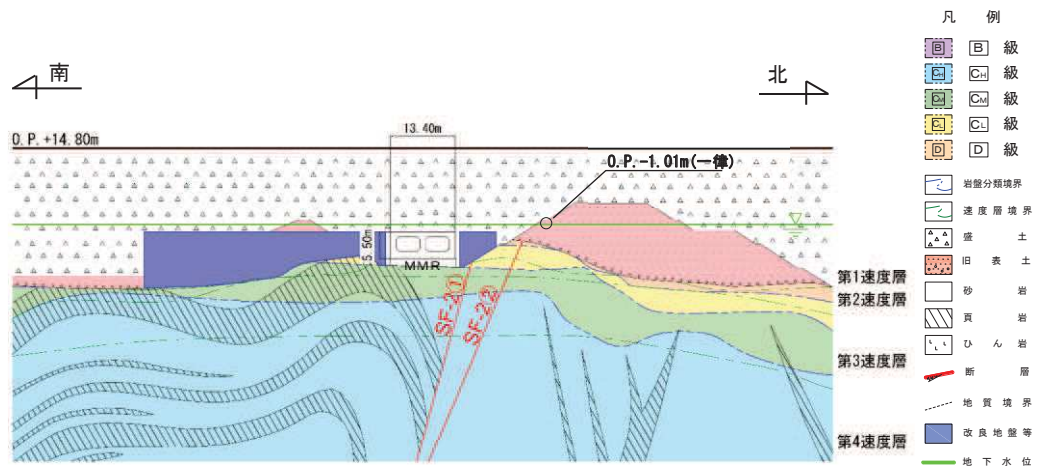 南
北
O.P.+14.80m
13.40m
O.P.-1.01m(一律)
5.50m
MMR
SF-2①
SF-2②
第1速度層
第2速度層
第3速度層
第4速度層
凡 例
B B 級
CH CH 級
CM CM 級
CL CL 級
D D 級
岩盤分類境界
速度層境界
盛 土
旧 表 土
砂 岩
頁 岩
ひ ん 岩
断 層
地 質 境 界
改 良 地 盤 等
地 下 水 位